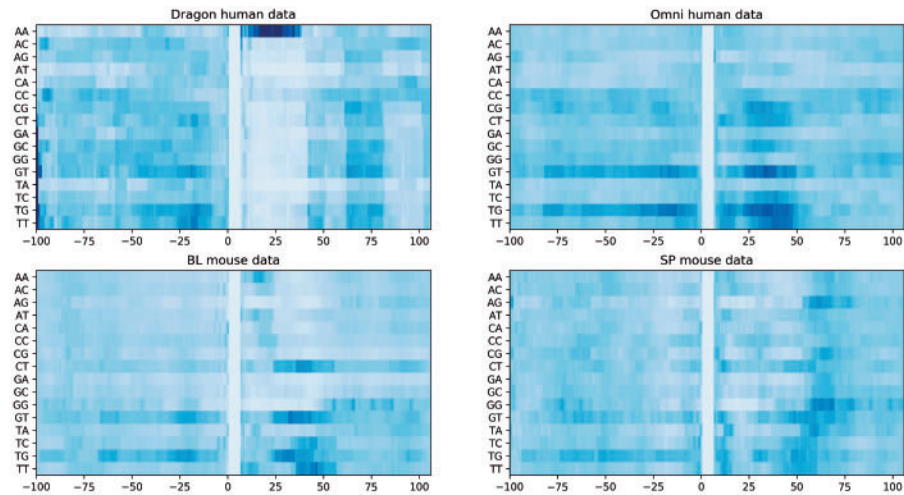 Dragon human data
AA
AC
AG
AT
CA
CC
CG
CT
GA
GC
GG
GT
TA
TC
TG
TT
−100 −75 −50 −25 0 25 50 75 100
Omni human data
AA
AC
AG
AT
CA
CC
CG
CT
GA
GC
GG
GT
TA
TC
TG
TT
−100 −75 −50 −25 0 25 50 75 100
BL mouse data
AA
AC
AG
AT
CA
CC
CG
CT
GA
GC
GG
GT
TA
TC
TG
TT
−100 −75 −50 −25 0 25 50 75 100
SP mouse data
AA
AC
AG
AT
CA
CC
CG
CT
GA
GC
GG
GT
TA
TC
TG
TT
−100 −75 −50 −25 0 25 50 75 100